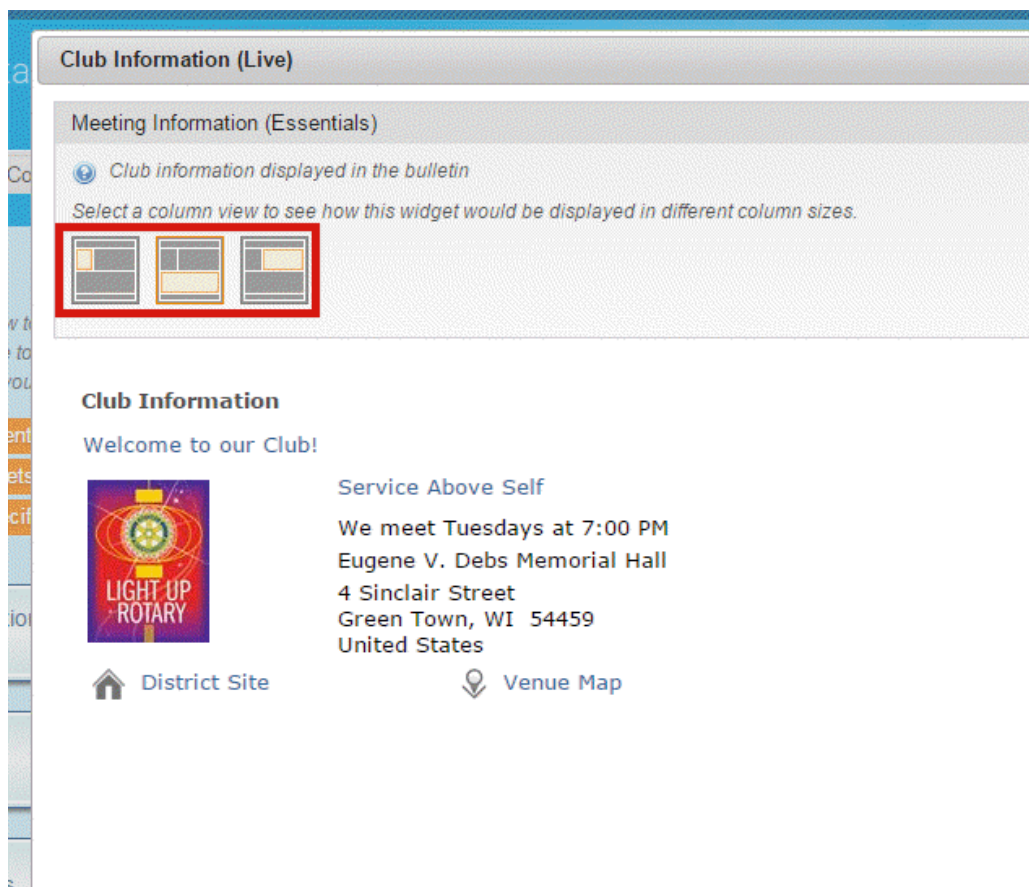 Club Information (Live)
Meeting Information (Essentials)
Club information displayed in the bulletin
Select a column view to see how this widget would be displayed in different column sizes.
Club Information
Welcome to our Club!
LIGHT UP
ROTARY
Service Above Self
We meet Tuesdays at 7:00 PM
Eugene V. Debs Memorial Hall
4 Sinclair Street
Green Town, WI 54459
United States
District Site
Venue Map